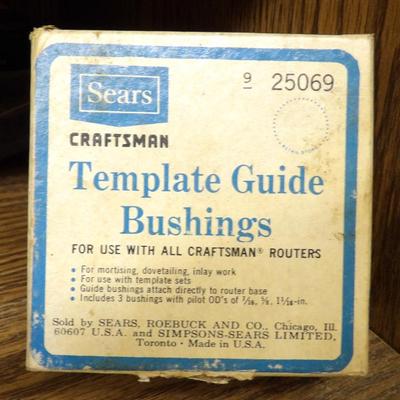 Sears
9 25069
CRAFTSMAN
Template Guide
Bushings
FOR USE WITH ALL CRAFTSMAN® ROUTERS
• For mortising, dovetailing, inlay work
• For use with template sets
• Guide bushings attach directly to router base
• Includes 3 bushings with pilot OD's of 7/16, 5/8, 1 1/16-in.
Sold by SEARS, ROEBUCK AND CO., Chicago, Ill.
60607 U.S.A. and SIMPSONS-SEARS LIMITED,
Toronto • Made in U.S.A.